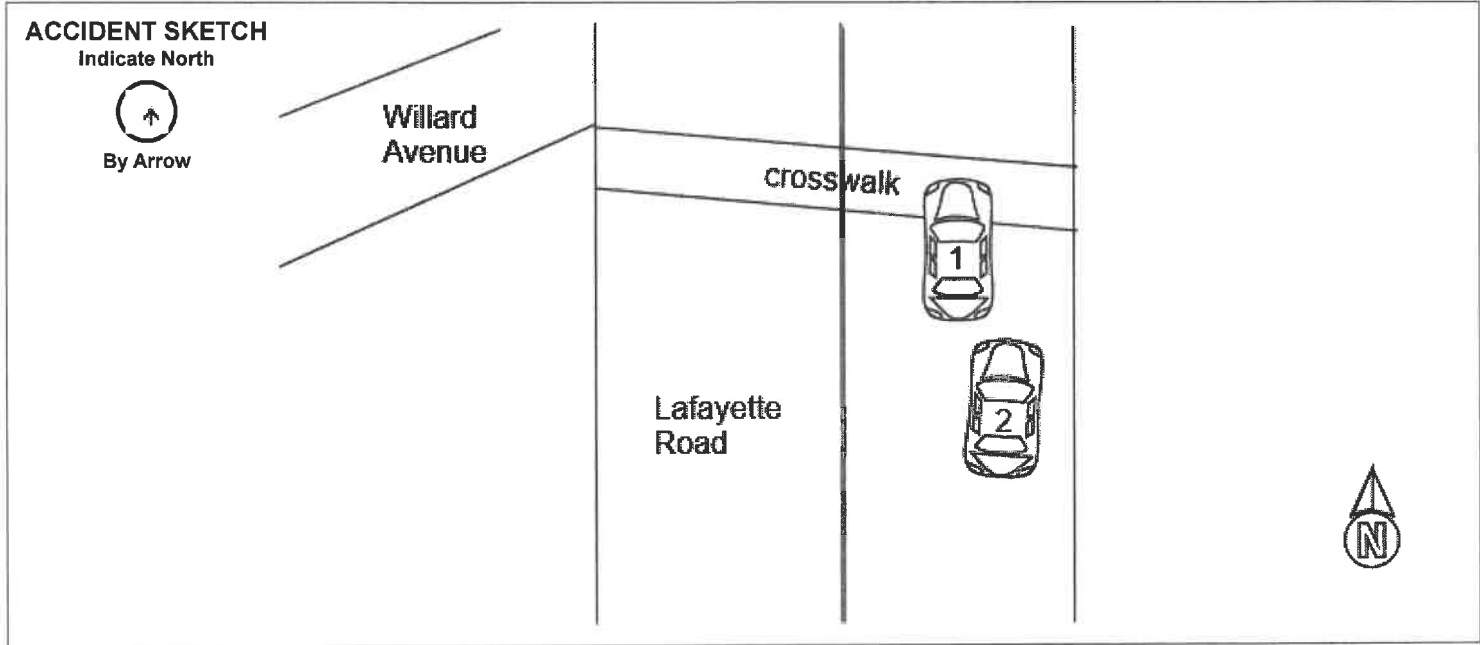 ACCIDENT SKETCH
Indicate North
By Arrow
Willard
Avenue
crosswalk
1
2
Lafayette
Road
N